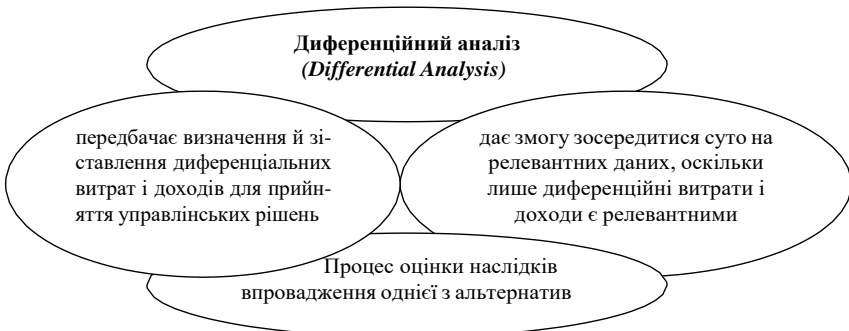 Диференційний аналіз
(Differential Analysis)
передбачає визначення й зі-
ставлення диференціальних
витрат і доходів для прийн-
яття управлінських рішень
дає змогу зосередитися суто на
релевантних даних, оскільки
лише диференційні витрати і
доходи є релевантними
Процес оцінки наслідків
впровадження однієї з альтернатив